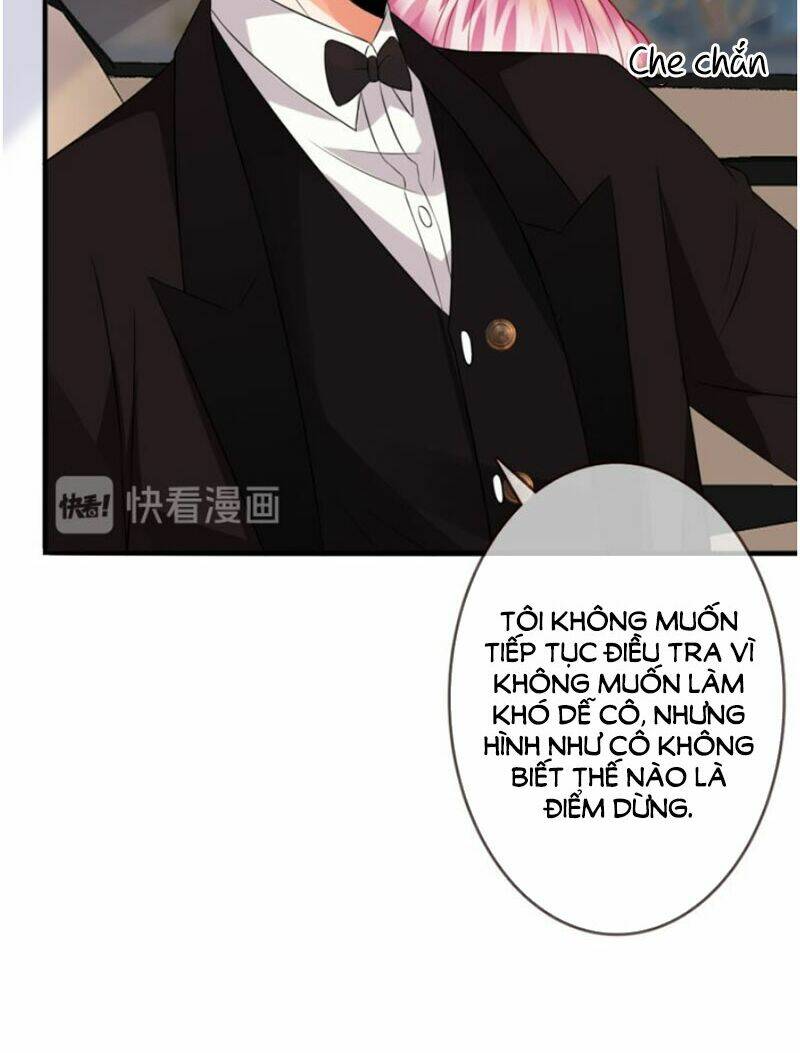 Che chắn
快看! 快看漫画
TÔI KHÔNG MUỐN
TIẾP TỤC ĐIỀU TRA VÌ
KHÔNG MUỐN LÀM
KHÓ DỄ CÔ, NHƯNG
HÌNH NHƯ CÔ KHÔNG
BIẾT THẾ NÀO LÀ
ĐIỂM DỪNG.